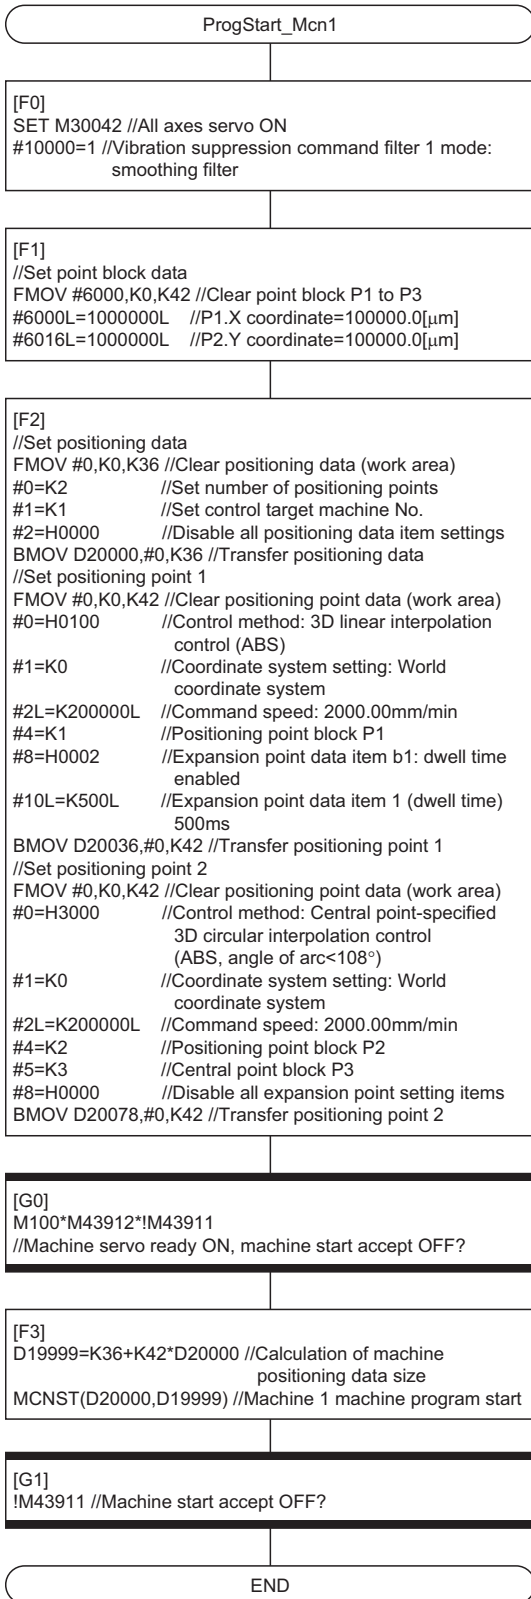 ProgStart_Mcn1
[F0]
SET M30042 //All axes servo ON
#10000=1 //Vibration suppression command filter 1 mode:
smoothing filter
[F1]
//Set point block data
FMOV #6000,K0,K42 //Clear point block P1 to P3
#6000L=1000000L //P1.X coordinate=100000.0[μm]
#6016L=1000000L //P2.Y coordinate=100000.0[μm]
[F2]
//Set positioning data
FMOV #0,K0,K36 //Clear positioning data (work area)
#0=K2 //Set number of positioning points
#1=K1 //Set control target machine No.
#2=H0000 //Disable all positioning data item settings
BMOV D20000,#0,K36 //Transfer positioning data
//Set positioning point 1
FMOV #0,K0,K42 //Clear positioning point data (work area)
#0=H0100 //Control method: 3D linear interpolation
control (ABS)
#1=K0 //Coordinate system setting: World
coordinate system
#2L=K200000L //Command speed: 2000.00mm/min
#4=K1 //Positioning point block P1
#8=H0002 //Expansion point data item b1: dwell time
enabled
#10L=K500L //Expansion point data item 1 (dwell time)
500ms
BMOV D20036,#0,K42 //Transfer positioning point 1
//Set positioning point 2
FMOV #0,K0,K42 //Clear positioning point data (work area)
#0=H3000 //Control method: Central point-specified
3D circular interpolation control
(ABS, angle of arc<108°)
#1=K0 //Coordinate system setting: World
coordinate system
#2L=K200000L //Command speed: 2000.00mm/min
#4=K2 //Positioning point block P2
#5=K3 //Central point block P3
#8=H0000 //Disable all expansion point setting items
BMOV D20078,#0,K42 //Transfer positioning point 2
[G0]
M100*M43912*!M43911
//Machine servo ready ON, machine start accept OFF?
[F3]
D19999=K36+K42*D20000 //Calculation of machine
positioning data size
MCNST(D20000,D19999) //Machine 1 machine program start
[G1]
!M43911 //Machine start accept OFF?
END